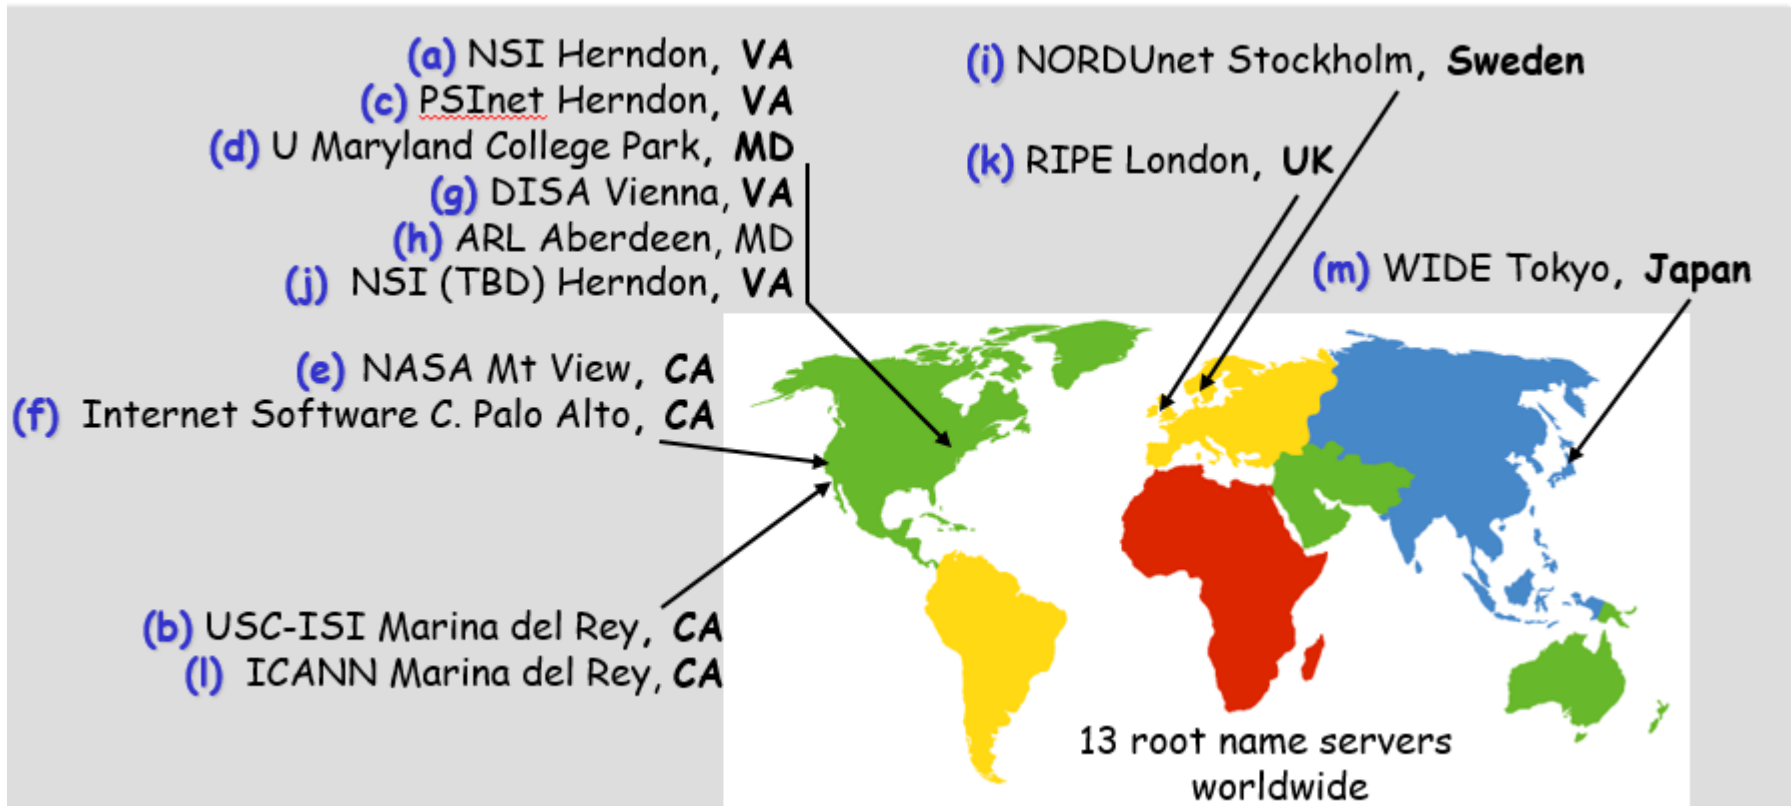 (a) NSI Herndon, VA
(c) PSInet Herndon, VA
(d) U Maryland College Park, MD
(g) DISA Vienna, VA
(h) ARL Aberdeen, MD
(j) NSI (TBD) Herndon, VA
(i) NORDUnet Stockholm, Sweden
(k) RIPE London, UK
(m) WIDE Tokyo, Japan
(e) NASA Mt View, CA
(f) Internet Software C. Palo Alto, CA
(b) USC-ISI Marina del Rey, CA
(l) ICANN Marina del Rey, CA
13 root name servers
worldwide